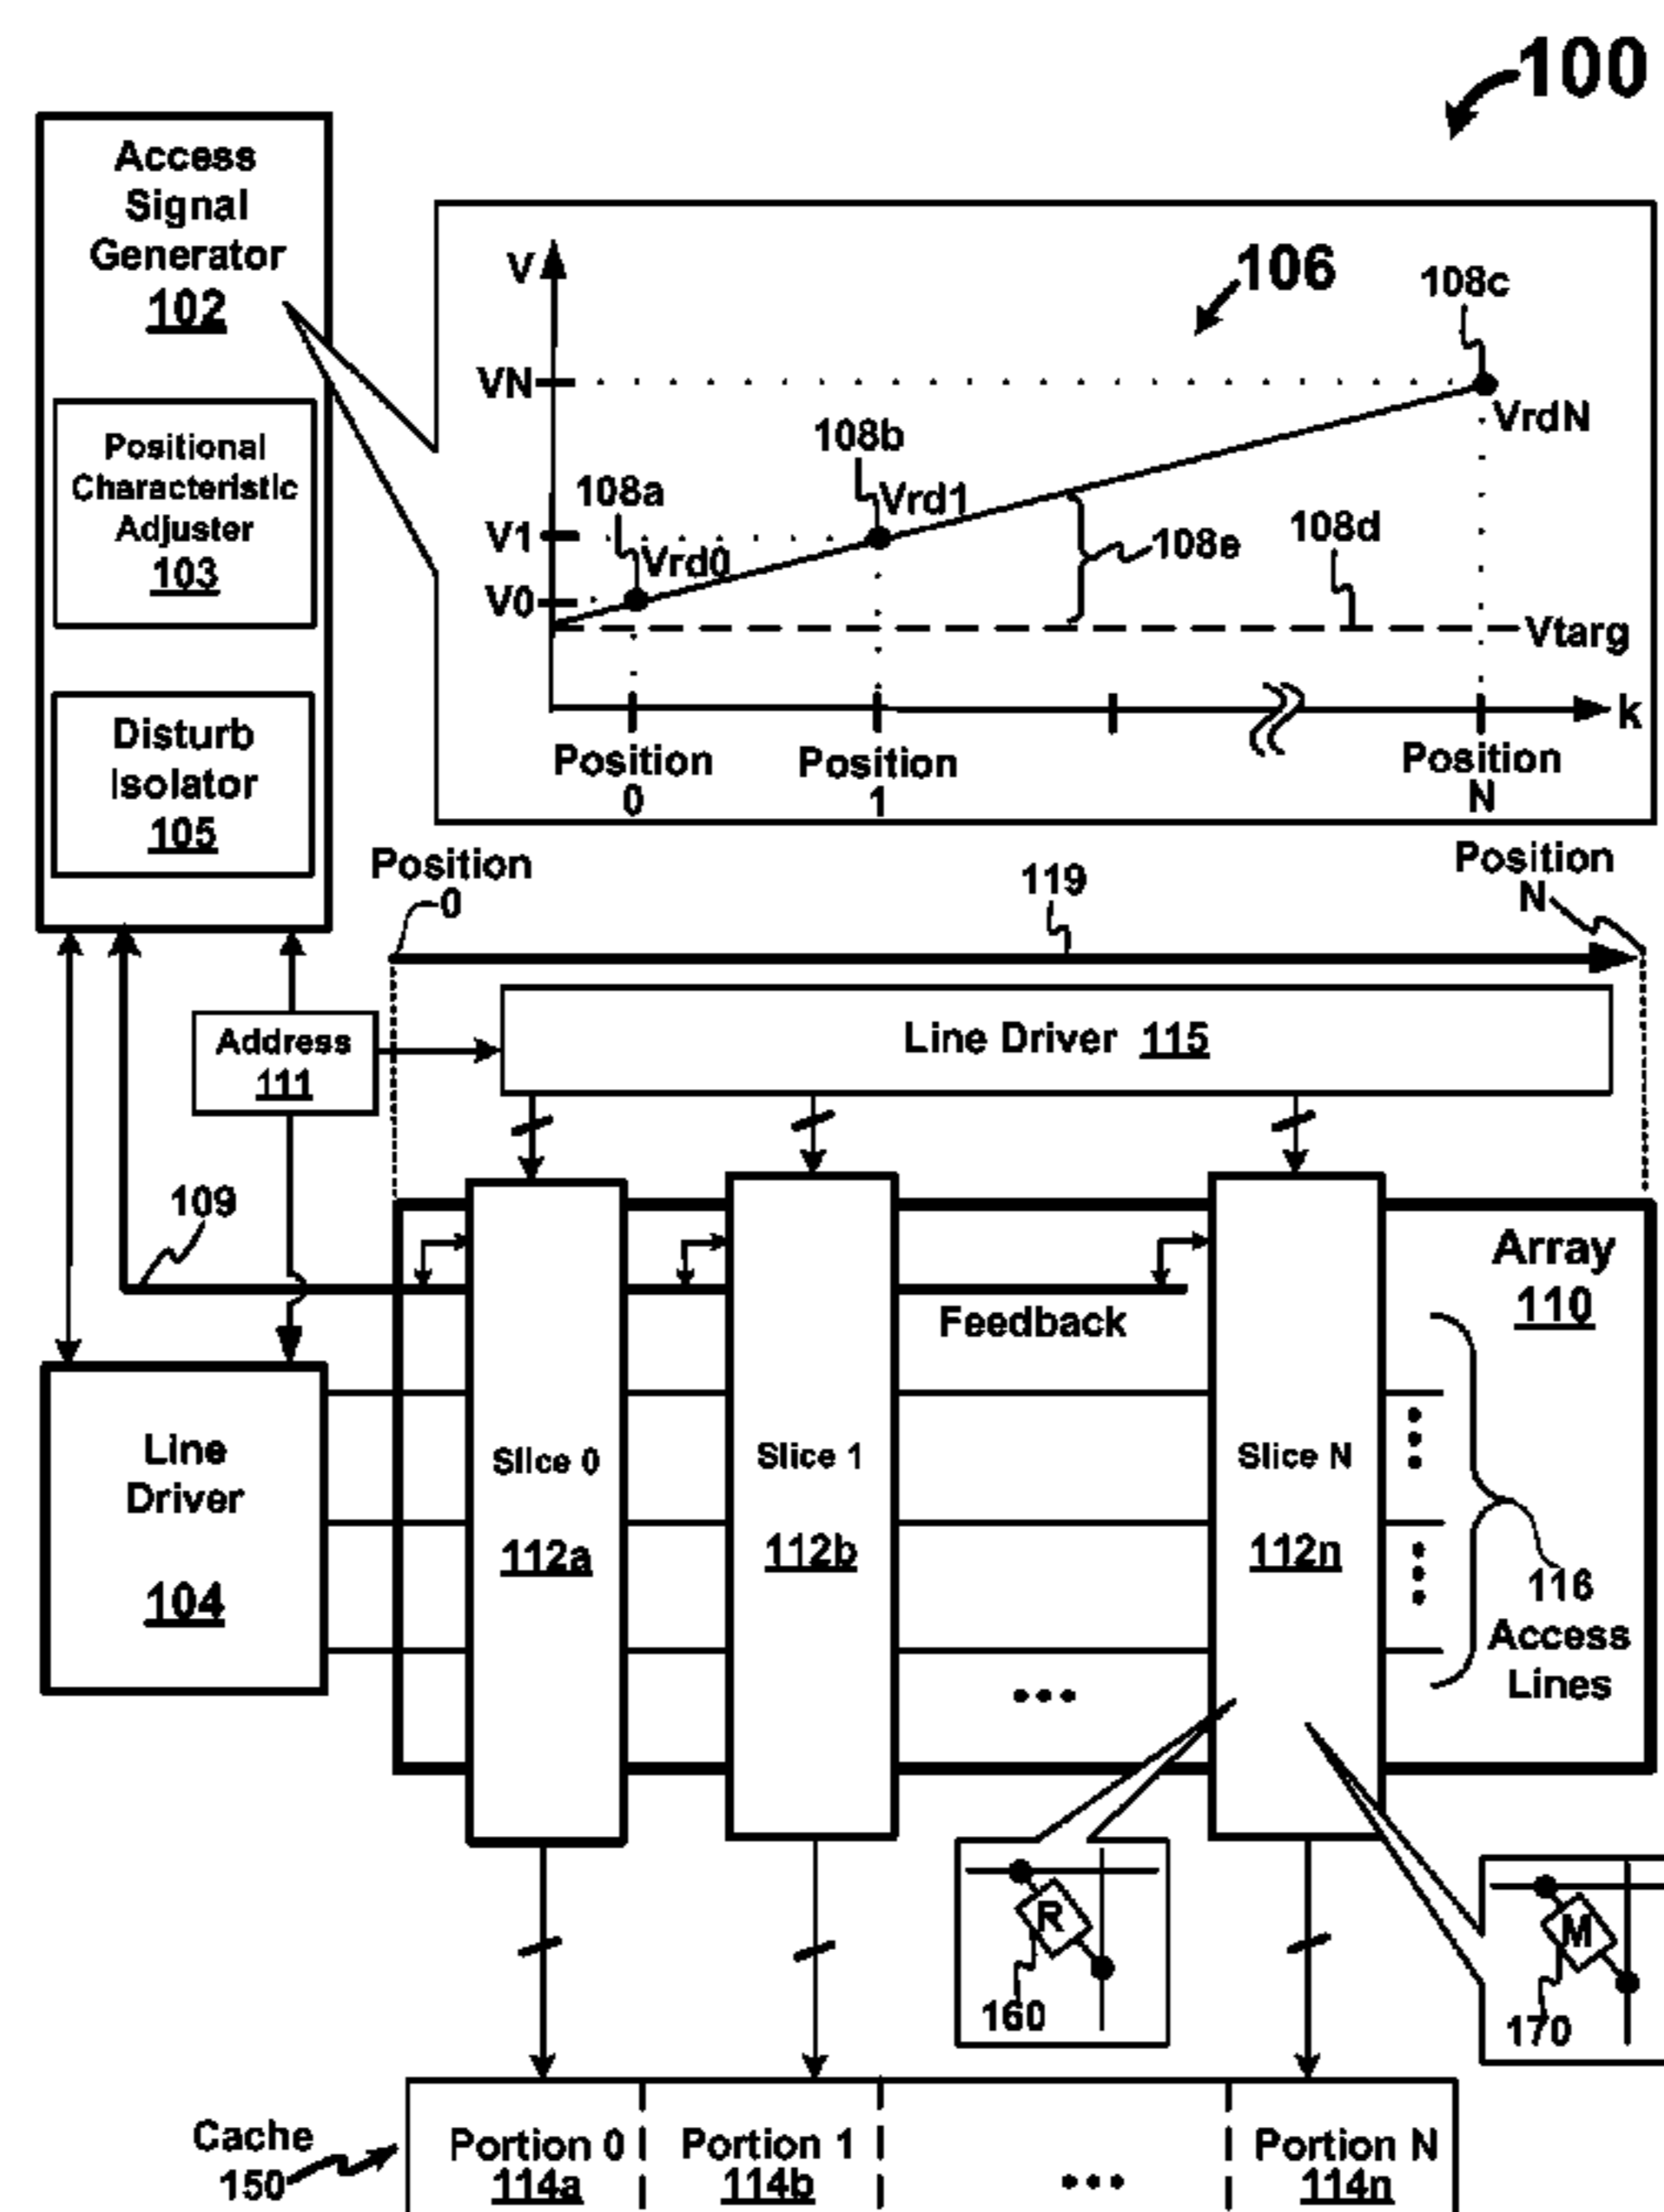 100
Access
Signal
Generator
102
Positional
Characteristic
Adjuster
103
Disturb
Isolator
105
V
106
108c
VN
VrdN
108b
108a
Vrd1
V1
108e
108d
Vrd0
V0
Vtarg
k
Position
0
Position
1
Position
N
Position
0
119
Position
N
Address
111
Line Driver 115
109
Array
110
Feedback
Line
Driver
104
Slice 0
112a
Slice 1
112b
Slice N
112n
116
Access
Lines
R
160
M
170
Cache
150
Portion 0
114a
Portion 1
114b
Portion N
114n